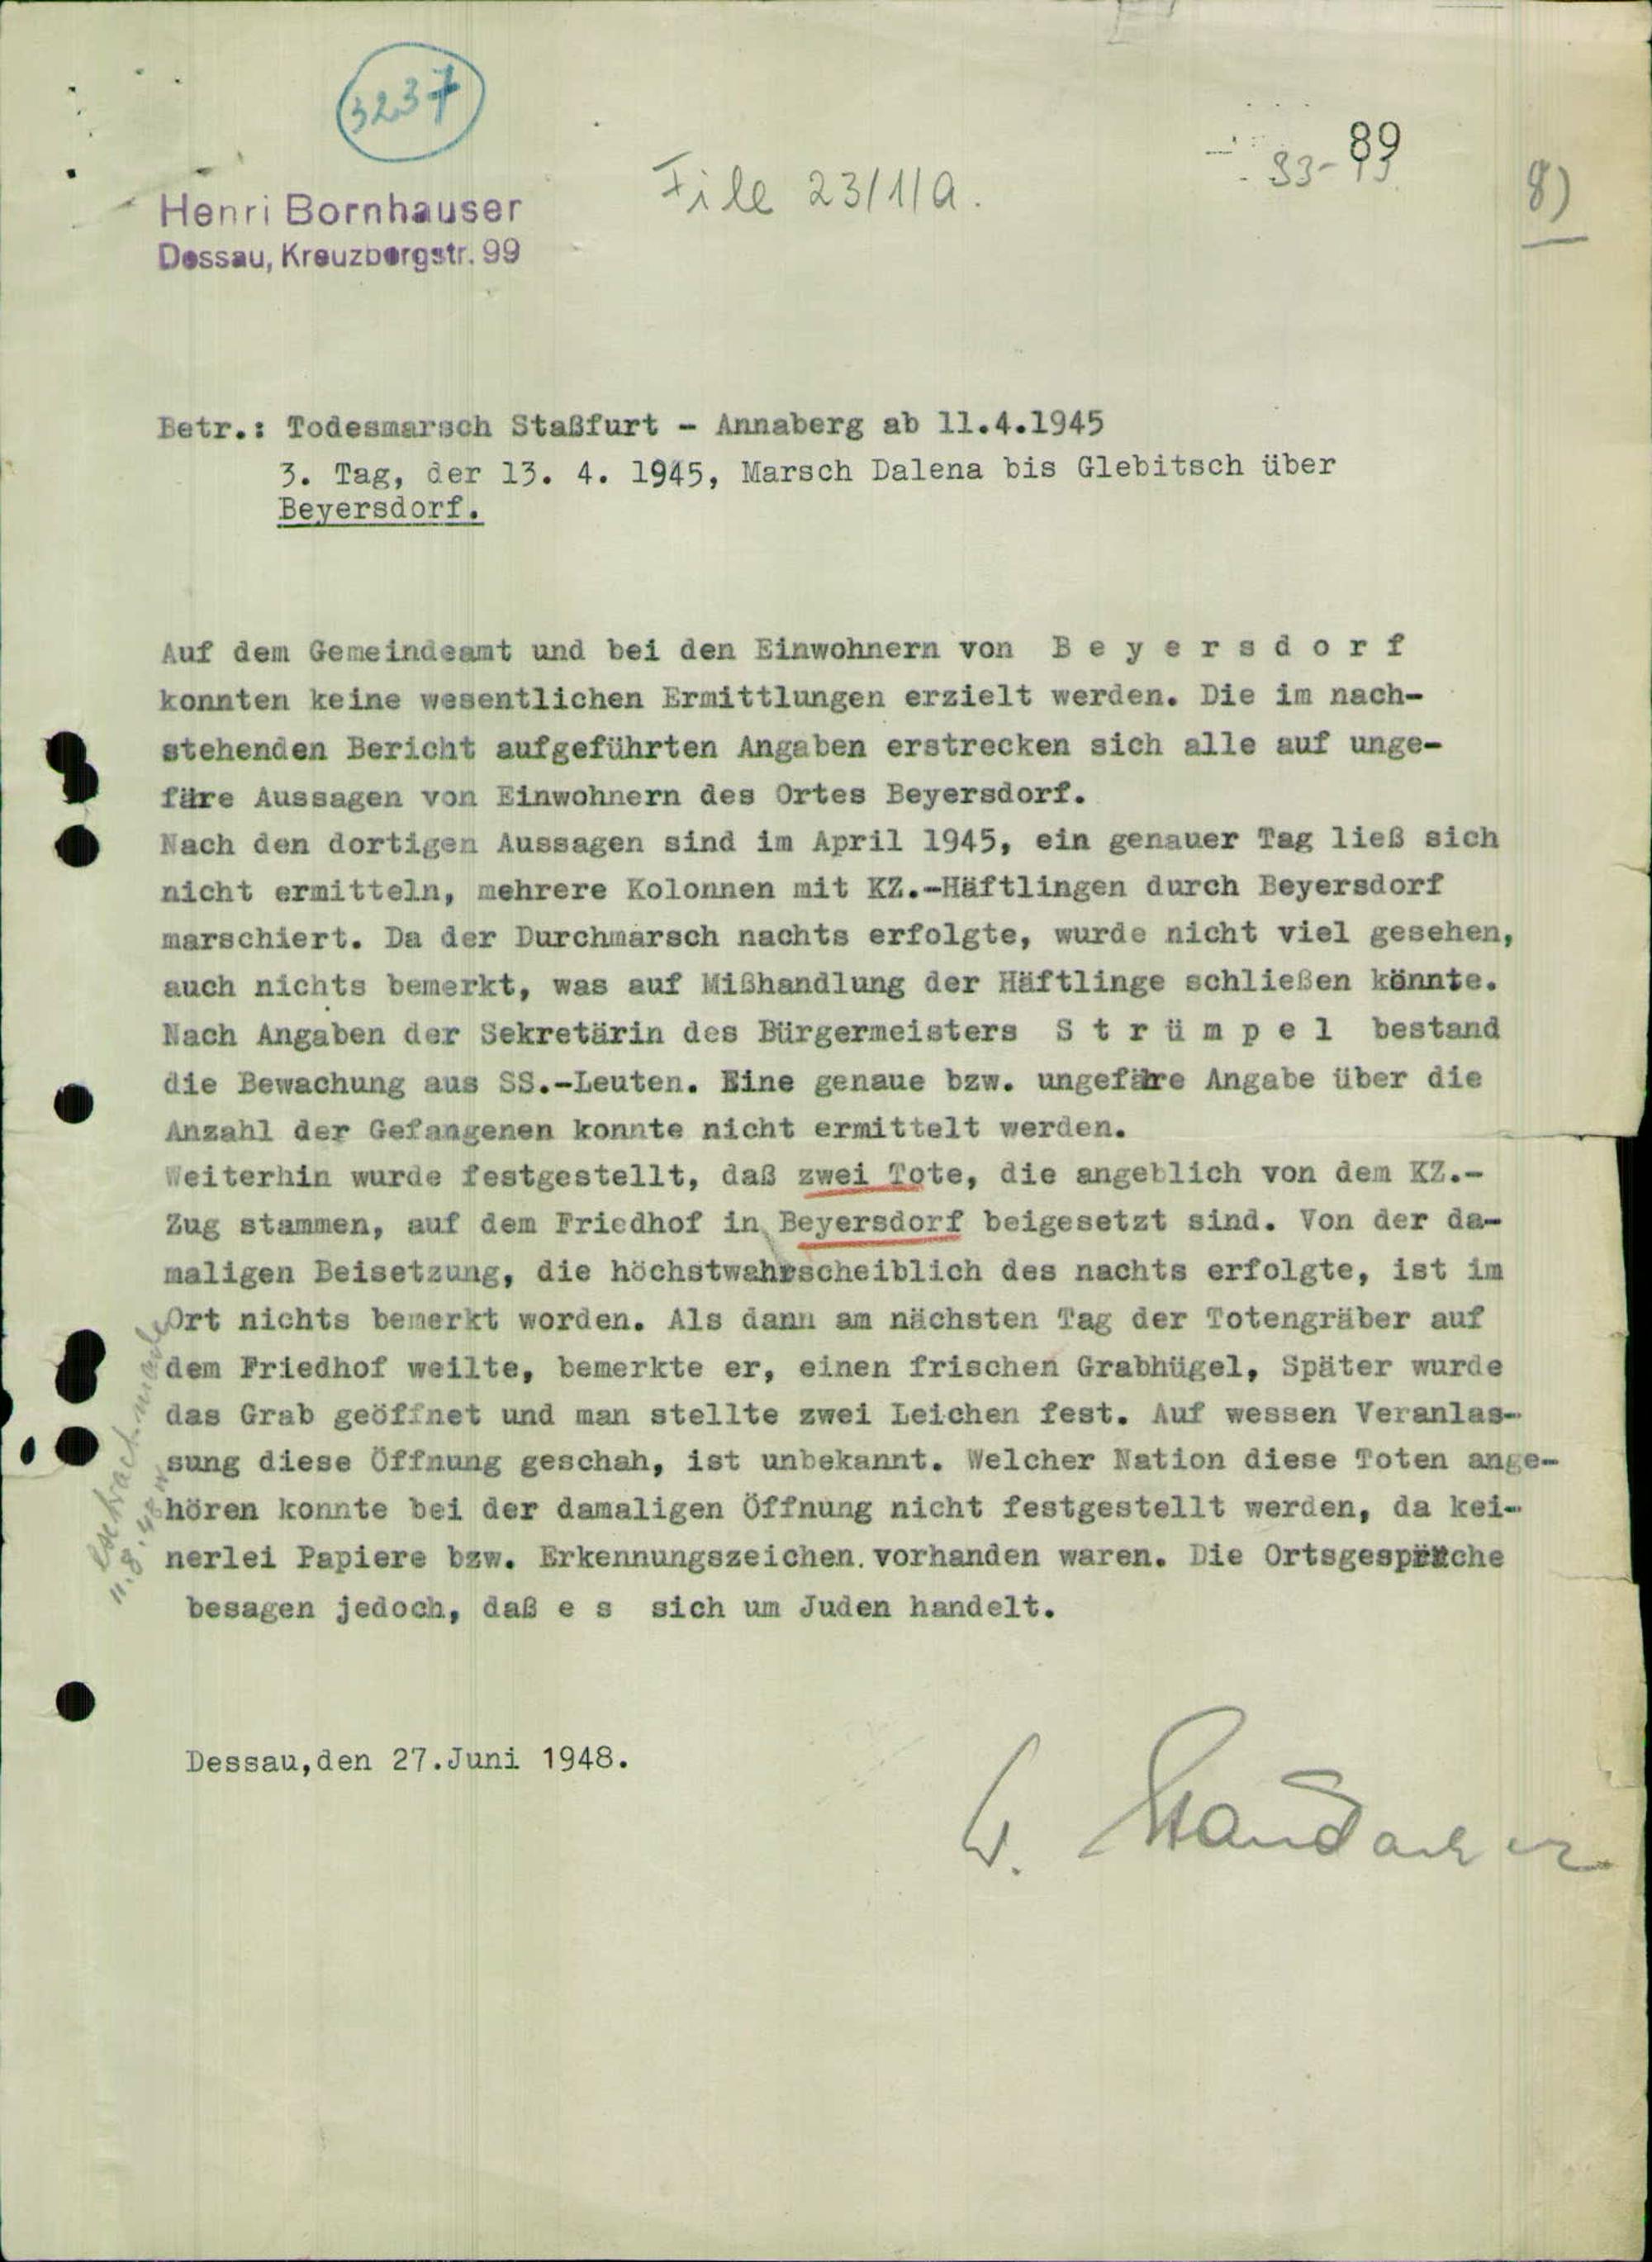 3237
File 23/1/a.
93-
89
8)
Henri Bornhauser
Dessau, Kreuzbergstr. 99
Betr.: Todesmarsch Staßfurt - Annaberg ab 11.4.1945
3. Tag, der 13. 4. 1945, Marsch Dalena bis Glebitsch über
Beyersdorf.
Auf dem Gemeindeamt und bei den Einwohnern von B e y e r s d o r f
konnten keine wesentlichen Ermittlungen erzielt werden. Die im nach-
stehenden Bericht aufgeführten Angaben erstrecken sich alle auf unge-
färe Aussagen von Einwohnern des Ortes Beyersdorf.
Nach den dortigen Aussagen sind im April 1945, ein genauer Tag ließ sich
nicht ermitteln, mehrere Kolonnen mit KZ.-Häftlingen durch Beyersdorf
marschiert. Da der Durchmarsch nachts erfolgte, wurde nicht viel gesehen,
auch nichts bemerkt, was auf Mißhandlung der Häftlinge schließen könnte.
Nach Angaben der Sekretärin des Bürgermeisters S t r ü m p e l bestand
die Bewachung aus SS.-Leuten. Eine genaue bzw. ungefäre Angabe über die
Anzahl der Gefangenen konnte nicht ermittelt werden.
Weiterhin wurde festgestellt, daß zwei Tote, die angeblich von dem KZ.-
Zug stammen, auf dem Friedhof in Beyersdorf beigesetzt sind. Von der da-
maligen Beisetzung, die höchstwahrscheiblich des nachts erfolgte, ist im
Ort nichts bemerkt worden. Als dann am nächsten Tag der Totengräber auf
dem Friedhof weilte, bemerkte er, einen frischen Grabhügel, Später wurde
das Grab geöffnet und man stellte zwei Leichen fest. Auf wessen Veranlas-
sung diese Öffnung geschah, ist unbekannt. Welcher Nation diese Toten ange-
hören konnte bei der damaligen Öffnung nicht festgestellt werden, da kei-
nerlei Papiere bzw. Erkennungszeichen. vorhanden waren. Die Ortsgespräche
besagen jedoch, daß e s sich um Juden handelt.
Extract made
11.8.48
Dessau,den 27.Juni 1948.
W.